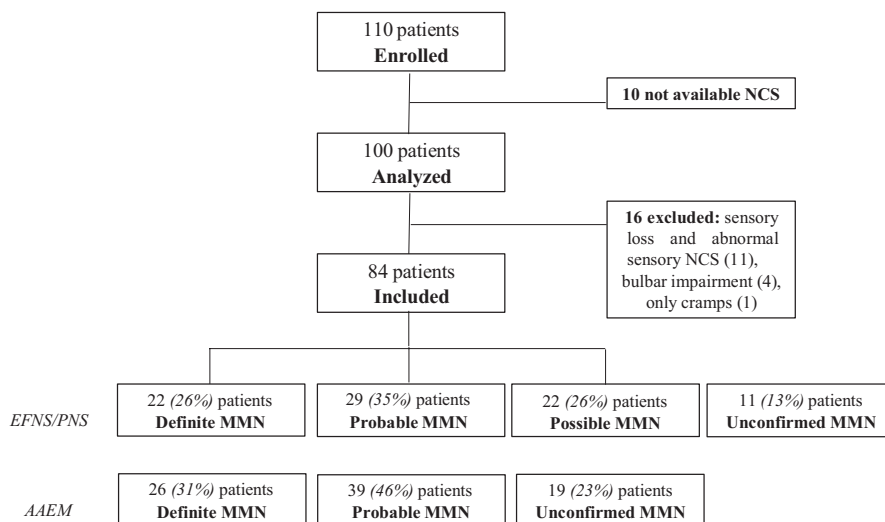 110 patients
Enrolled
10 not available NCS
100 patients
Analyzed
16 excluded: sensory
loss and abnormal
sensory NCS (11),
bulbar impairment (4),
only cramps (1)
84 patients
Included
EFNS/PNS
22 (26%) patients
Definite MMN
29 (35%) patients
Probable MMN
22 (26%) patients
Possible MMN
11 (13%) patients
Unconfirmed MMN
AAEM
26 (31%) patients
Definite MMN
39 (46%) patients
Probable MMN
19 (23%) patients
Unconfirmed MMN